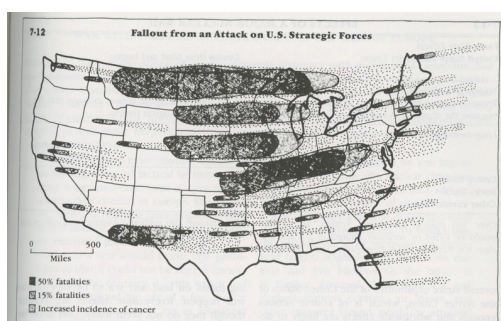 7-12
Fallout from an Attack on U.S. Strategic Forces
0 500
Miles
50% fatalities
15% fatalities
Increased incidence of cancer